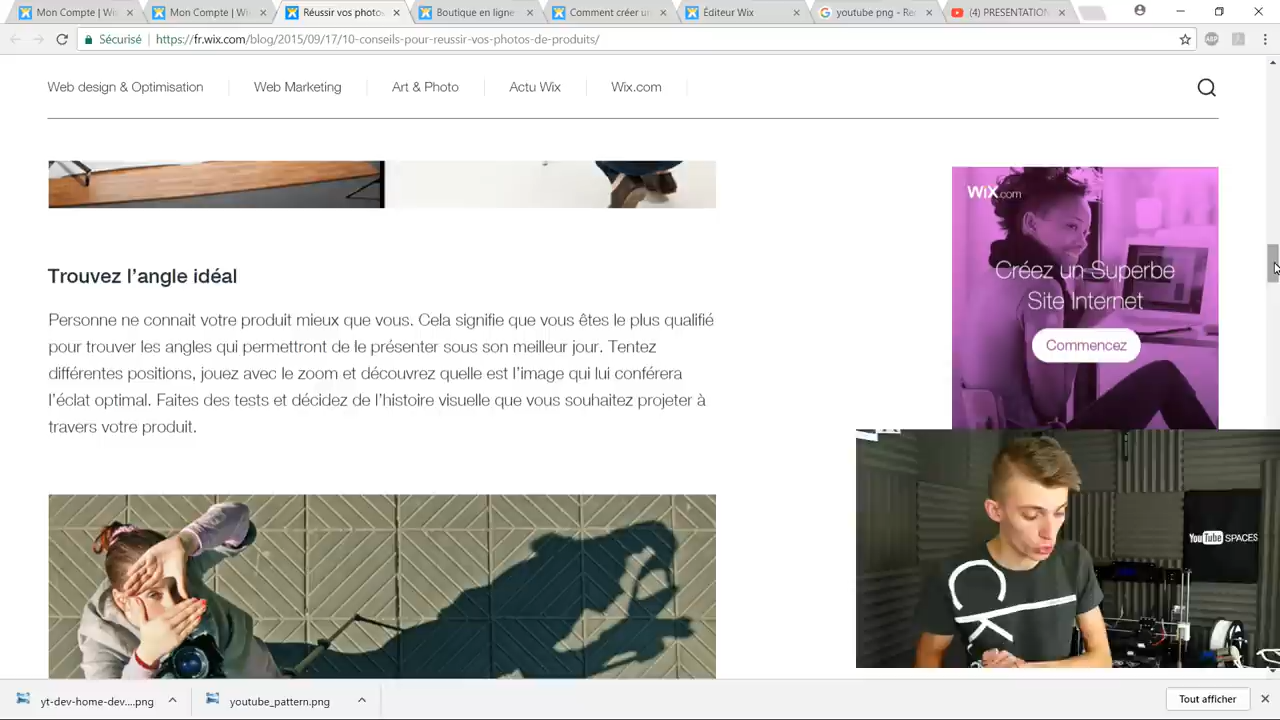 Mon Compte | Wi
Mon Compte | Wi
Réussir vos photos
Boutique en ligne
Comment créer u
Éditeur Wix
youtube png - Re
(4) PRESENTATION
Sécurisé
https://fr.wix.com/blog/2015/09/17/10-conseils-pour-reussir-vos-photos-de-produits/
ABP
Web design & Optimisation
Web Marketing
Art & Photo
Actu Wix
Wix.com
WiX.com
Créez un Superbe
Site Internet
Commencez
Trouvez l'angle idéal
Personne ne connait votre produit mieux que vous. Cela signifie que vous êtes le plus qualifié
pour trouver les angles qui permettront de le présenter sous son meilleur jour. Tentez
différentes positions, jouez avec le zoom et découvrez quelle est l'image qui lui conférera
l'éclat optimal. Faites des tests et décidez de l'histoire visuelle que vous souhaitez projeter à
travers votre produit.
YouTube SPACES
CK
yt-dev-home-dev....png
youtube_pattern.png
Tout afficher